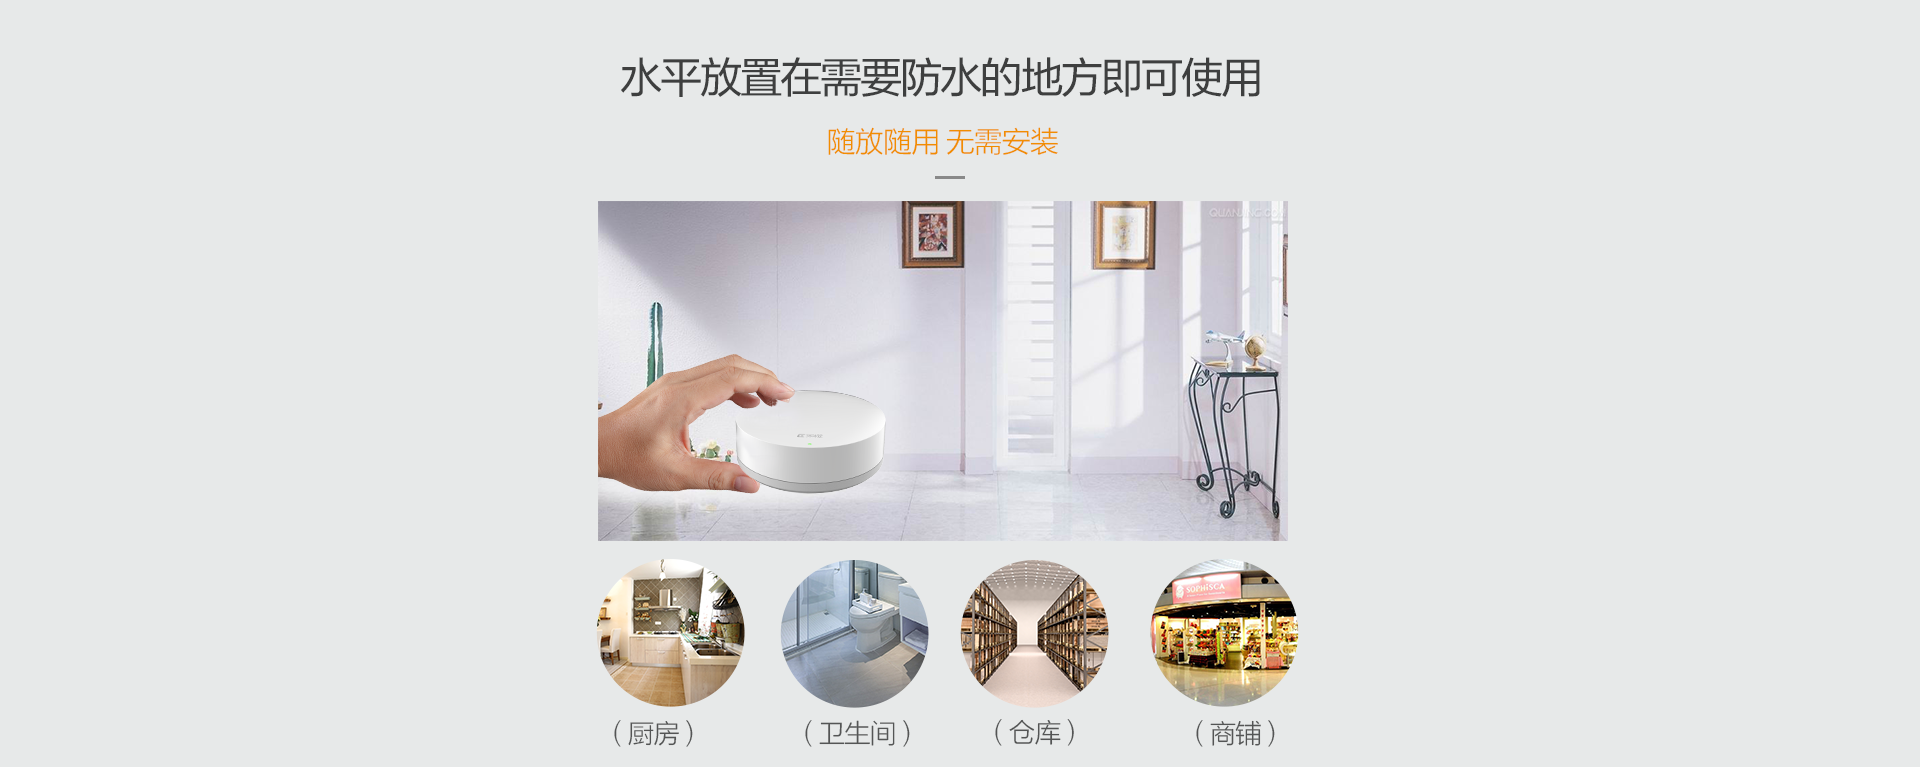 水平放置在需要防水的地方即可使用
随放随用 无需安装
SOPHISCA
（厨房）
（卫生间）
（仓库）
（商铺）